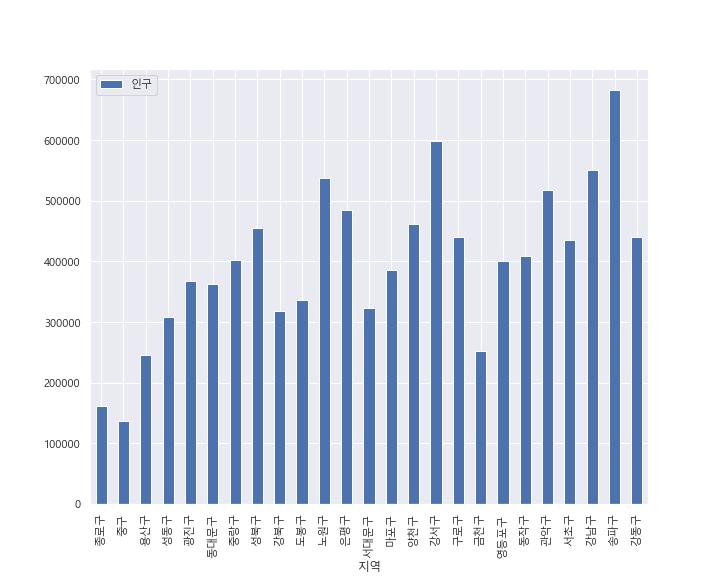 인구
700000
600000
500000
400000
300000
200000
100000
0
종로구
중구
용산구
성동구
광진구
동대문구
중랑구
성북구
강북구
도봉구
노원구
은평구
서대문구
마포구
양천구
강서구
구로구
금천구
영등포구
동작구
관악구
서초구
강남구
송파구
강동구
지역